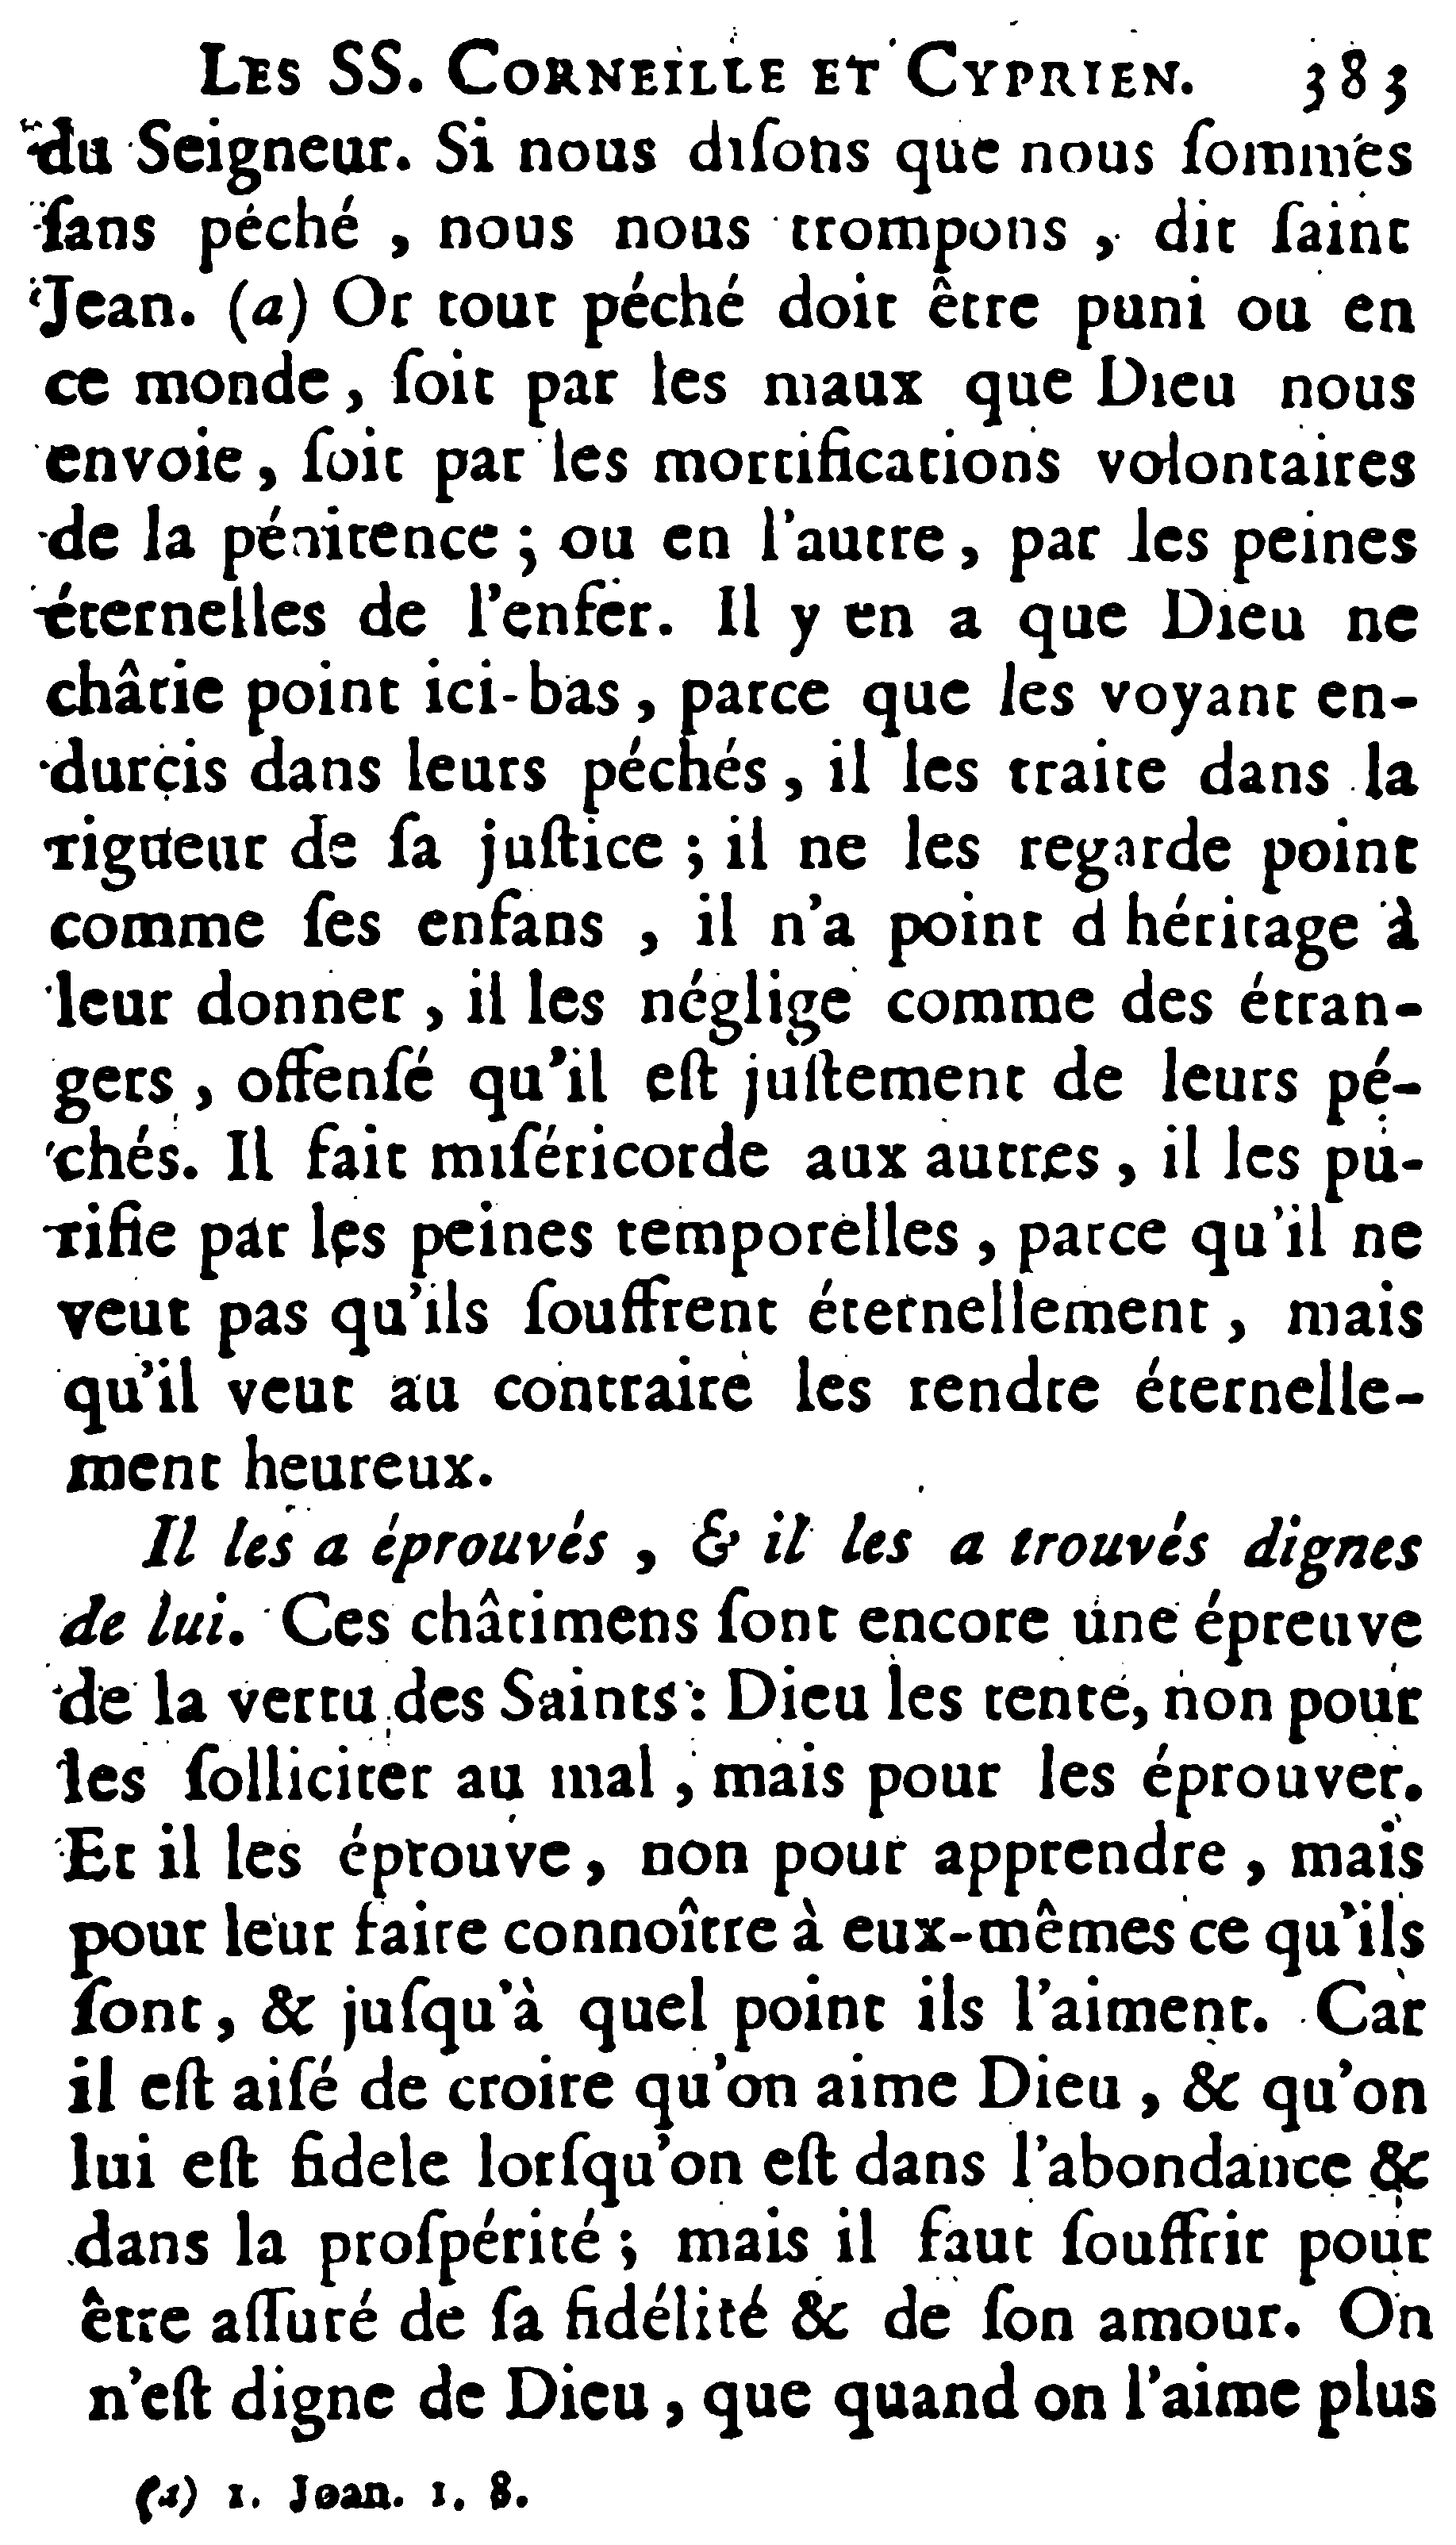 LES SS. CORNEILLE ET CYPRIEN. 383
du Seigneur. Si nous diſons que nous ſommes
ſans péché , nous nous trompons , dit ſaint
Jean. (a) Or tout péché doit être puni ou en
ce monde , ſoit par les maux que Dieu nous
envoie , ſoit par les mortifications volontaires
de la pénitence ; ou en l'autre , par les peines
éternelles de l'enfer. Il y en a que Dieu ne
châtie point ici-bas , parce que les voyant en-
durcis dans leurs péchés , il les traite dans la
rigueur de ſa juſtice ; il ne les regarde point
comme ſes enfans , il n'a point d héritage à
leur donner , il les néglige comme des étran-
gers , offenſé qu'il eſt juſtement de leurs pé-
chés. Il fait miſéricorde aux autres , il les pu-
rifie par les peines temporelles , parce qu'il ne
veut pas qu'ils ſouffrent éternellement , mais
qu'il veut au contraire les rendre éternelle-
ment heureux.
Il les a éprouvés , & il les a trouvés dignes
de lui. Ces châtimens ſont encore une épreuve
de la vertu des Saints : Dieu les tente, non pour
les ſolliciter au mal , mais pour les éprouver.
Et il les éprouve , non pour apprendre , mais
pour leur faire connoître à eux-mêmes ce qu'ils
ſont , & juſqu'à quel point ils l'aiment. Car
il eſt aiſé de croire qu'on aime Dieu , & qu'on
lui eſt fidele lorſqu'on eſt dans l'abondance &
dans la proſpérité ; mais il faut ſouffrir pour
être aſſuré de ſa fidélité & de ſon amour. On
n'eſt digne de Dieu , que quand on l'aime plus
(a) 1. Joan. 1. 8.